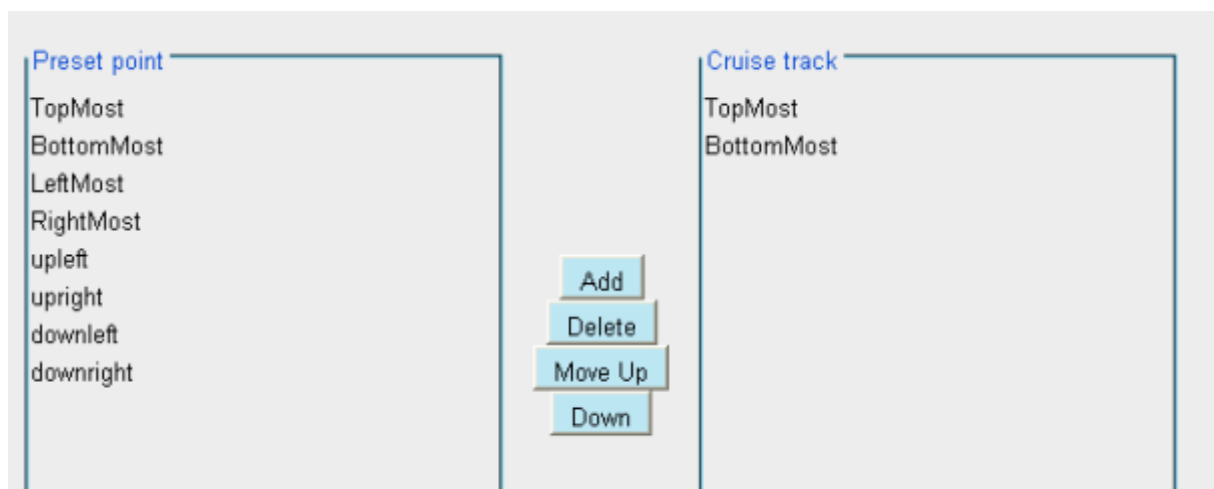 Preset point
TopMost
BottomMost
LeftMost
RightMost
upleft
upright
downleft
downright
Add
Delete
Move Up
Down
Cruise track
TopMost
BottomMost